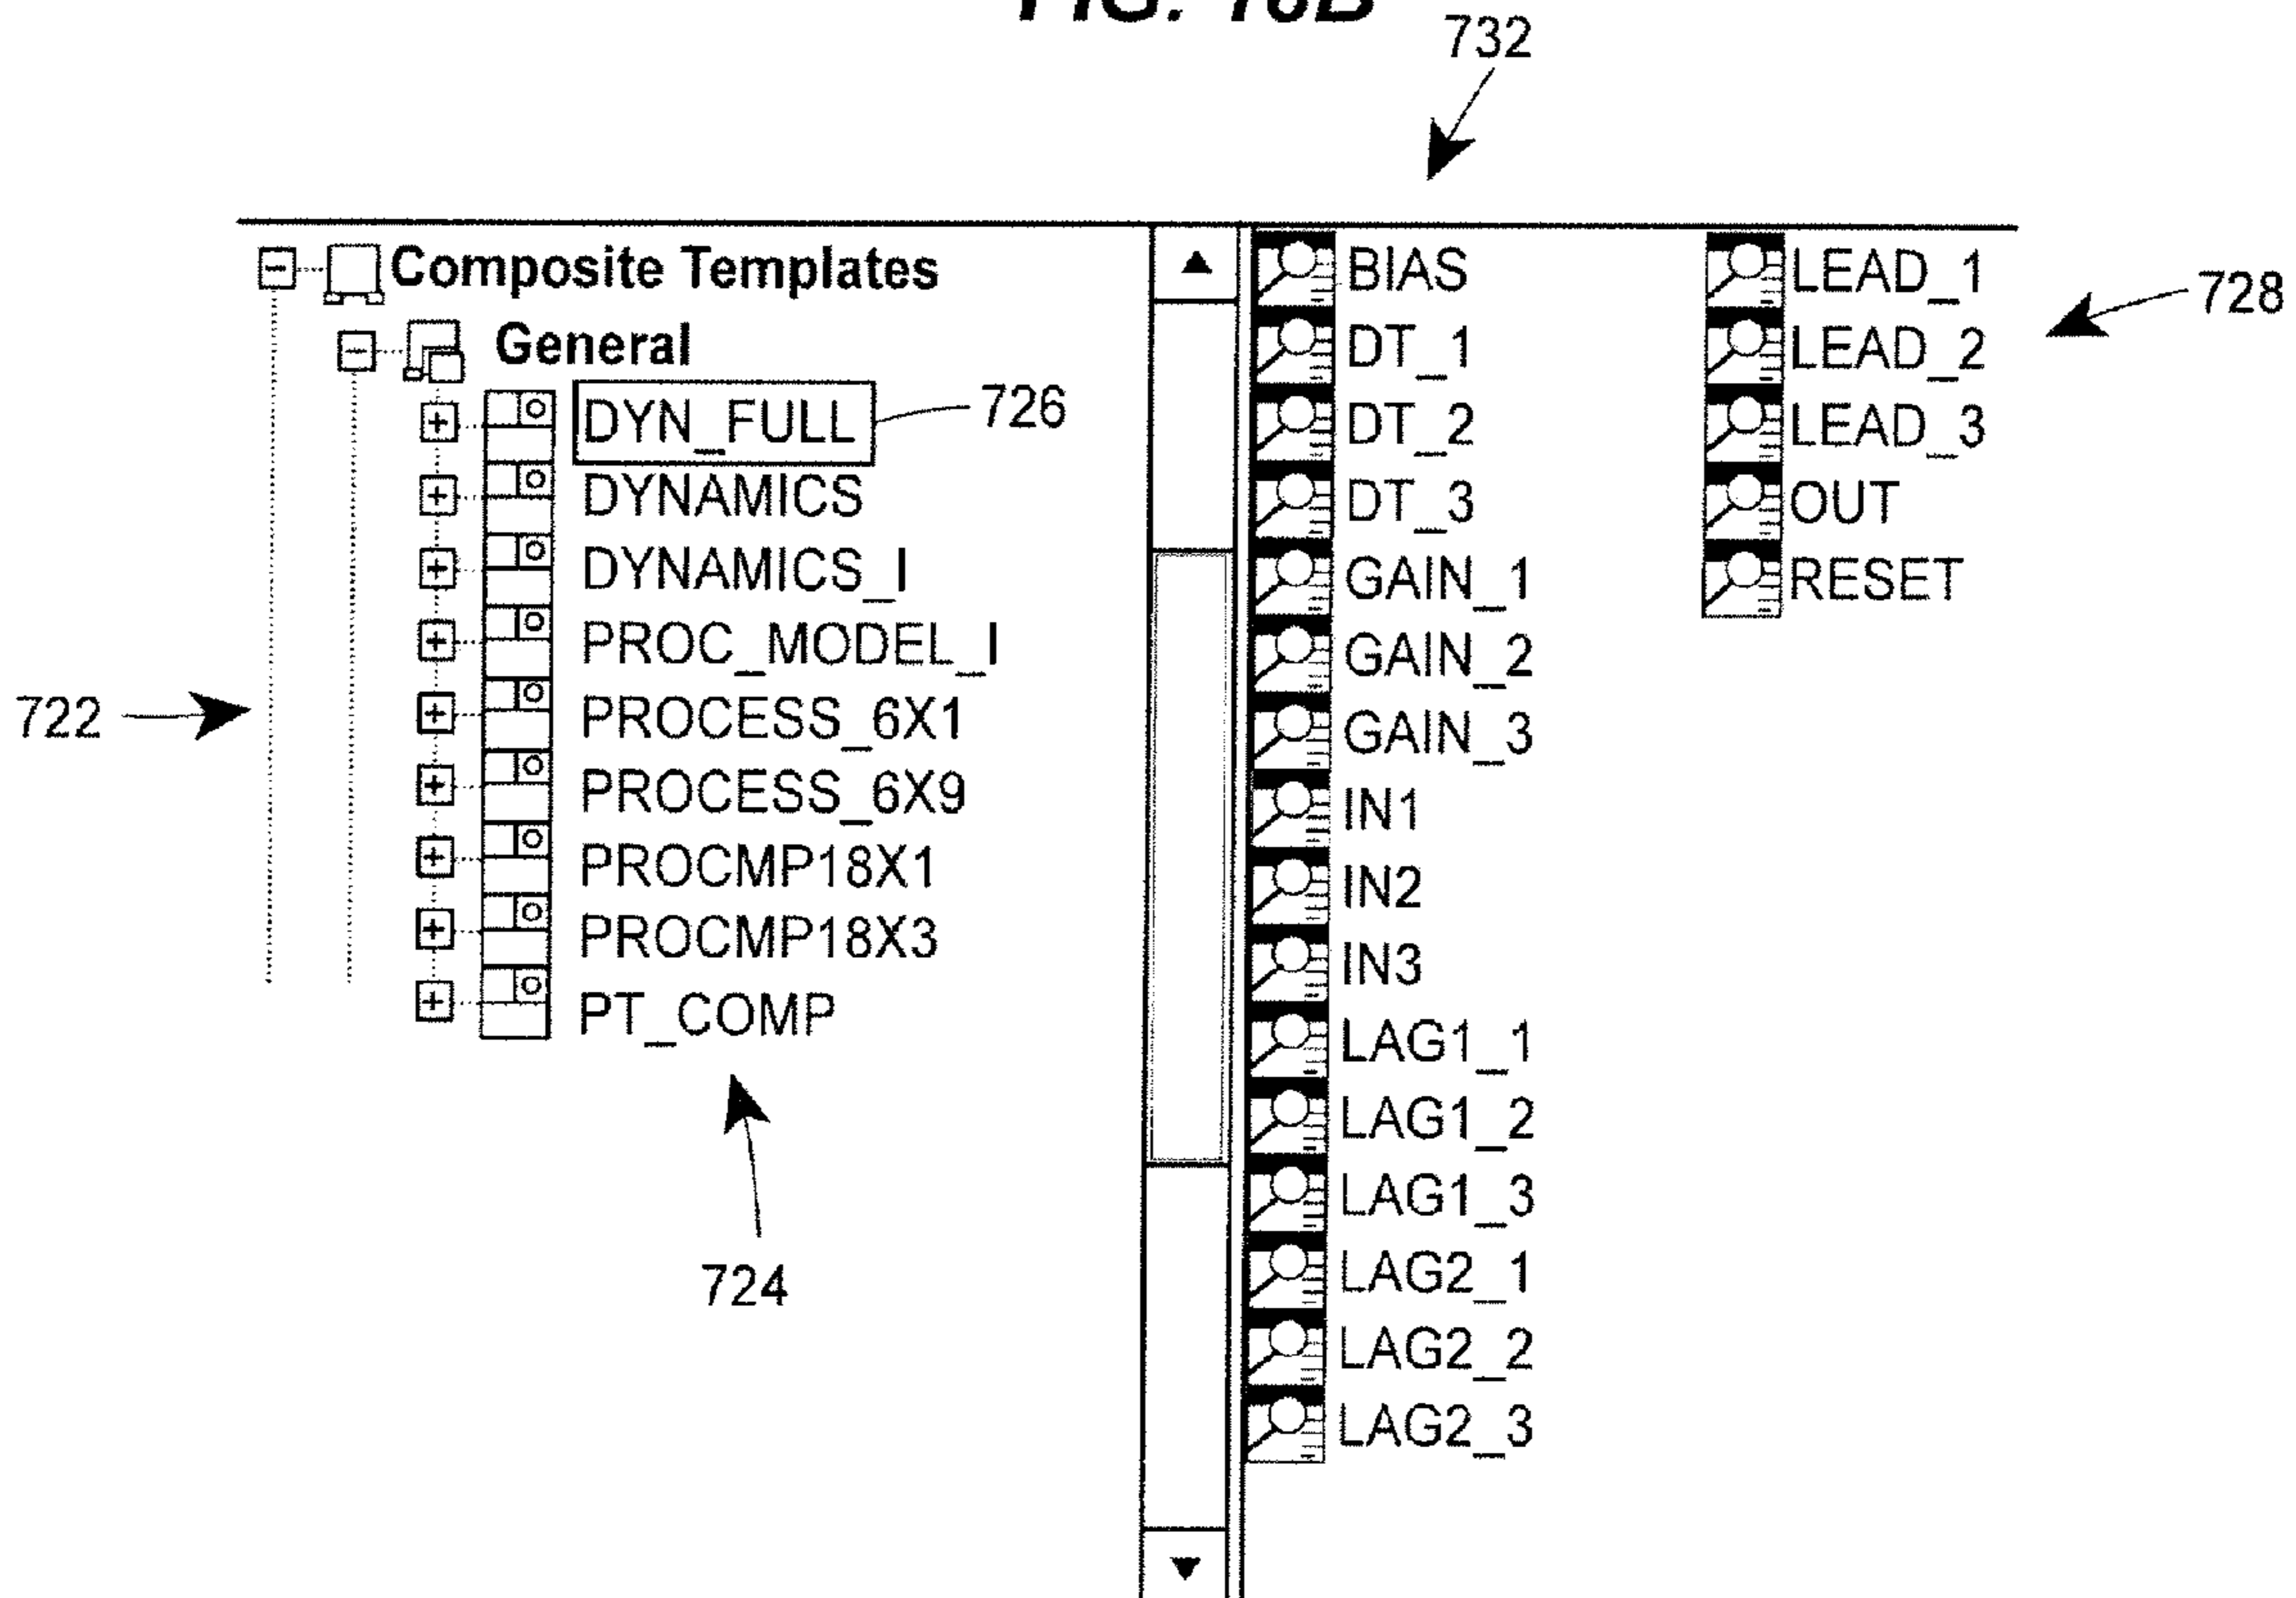 732
Composite Templates
General
DYN_FULL
726
DYNAMICS
DYNAMICS_I
PROC_MODEL_I
PROCESS_6X1
722
PROCESS_6X9
PROCMP18X1
PROCMP18X3
PT_COMP
724
BIAS
DT_1
DT_2
DT_3
GAIN_1
GAIN_2
GAIN_3
IN1
IN2
IN3
LAG1_1
LAG1_2
LAG1_3
LAG2_1
LAG2_2
LAG2_3
LEAD_1
728
LEAD_2
LEAD_3
OUT
RESET